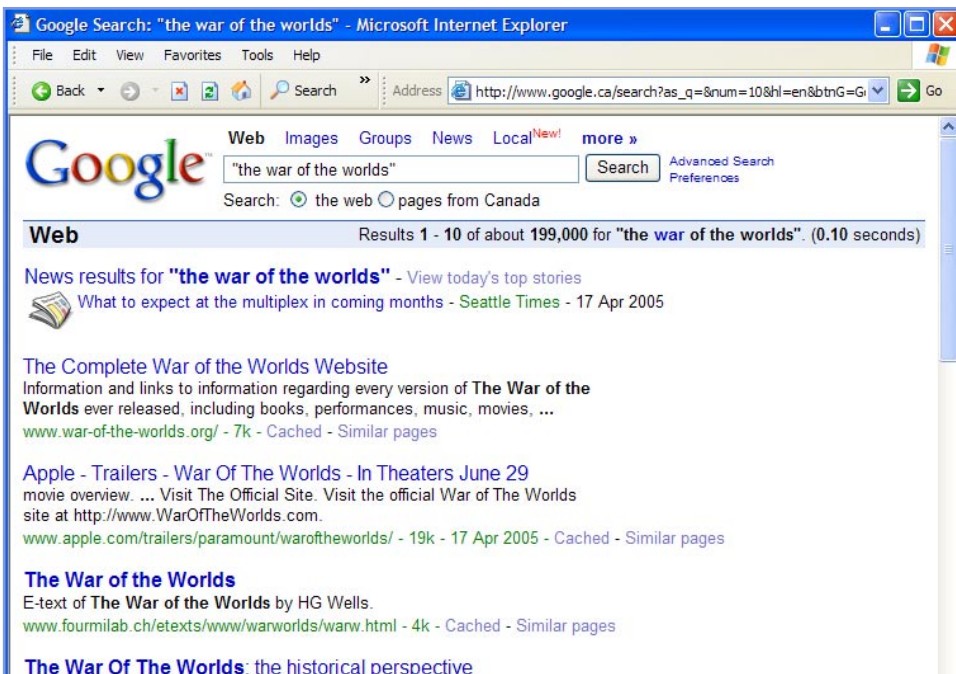 Google Search: "the war of the worlds" - Microsoft Internet Explorer
File Edit View Favorites Tools Help
Back Search » Address http://www.google.ca/search?as_q=&num=10&hl=en&btnG=G Go
Web Images Groups News Local New! more »
Google™ "the war of the worlds" Search Advanced Search
Preferences
Search: the web pages from Canada
Web Results 1 - 10 of about 199,000 for "the war of the worlds". (0.10 seconds)
News results for "the war of the worlds" - View today's top stories
What to expect at the multiplex in coming months - Seattle Times - 17 Apr 2005
The Complete War of the Worlds Website
Information and links to information regarding every version of The War of the
Worlds ever released, including books, performances, music, movies, ...
www.war-of-the-worlds.org/ - 7k - Cached - Similar pages
Apple - Trailers - War Of The Worlds - In Theaters June 29
movie overview. ... Visit The Official Site. Visit the official War of The Worlds
site at http://www.WarOfTheWorlds.com.
www.apple.com/trailers/paramount/waroftheworlds/ - 19k - 17 Apr 2005 - Cached - Similar pages
The War of the Worlds
E-text of The War of the Worlds by HG Wells.
www.fourmilab.ch/etexts/www/warworlds/warw.html - 4k - Cached - Similar pages
The War Of The Worlds: the historical perspective